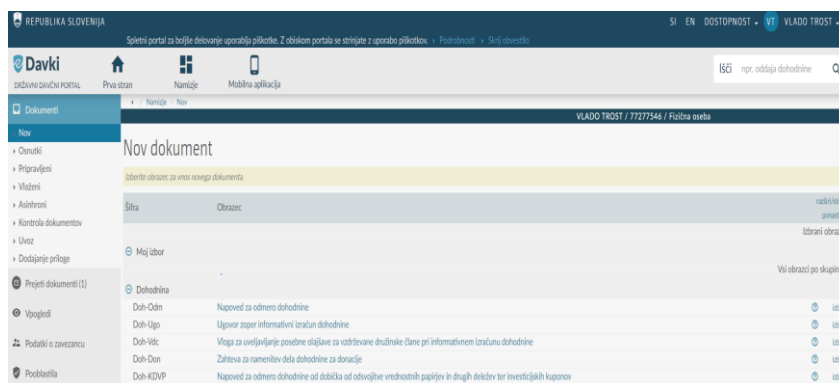 REPUBLIKA SLOVENIJA
SI EN DOSTOPNOST VT VLADO TROST
Spletni portal za boljše delovanje uporablja piškotke. Z obiskom portala se strinjate z uporabo piškotkov. › Podrobnosti › Skrij obvestilo
Davki
DRŽAVNI DAVČNI PORTAL
Prva stran
Namizje
Mobilna aplikacija
Išči npr. oddaja dohodnine
Dokumenti
/ Namizje / Nov
VLADO TROST / 77277546 / Fizična oseba
Nov
Osnutki
Pripravljeni
Vloženi
Asinhroni
Kontrola dokumentov
Uvoz
Dodajanje priloge
Prejeti dokumenti (1)
Vpogledi
Podatki o zavezancu
Pooblastila
Nov dokument
Izberite obrazec za vnos novega dokumenta.
Šifra Obrazec
Izbrani obraz
Moj izbor
Vsi obrazci po skupin
Dohodnina
Doh-Odm Napoved za odmero dohodnine
Doh-Ugo Ugovor zoper informativni izračun dohodnine
Doh-Vdc Vloga za uveljavljanje posebne olajšave za vzdrževane družinske člane pri informativnem izračunu dohodnine
Doh-Don Zahteva za namenitev dela dohodnine za donacije
Doh-KDVP Napoved za odmero dohodnine od dobička od odsvojitve vrednostnih papirjev in drugih deležev ter investicijskih kuponov